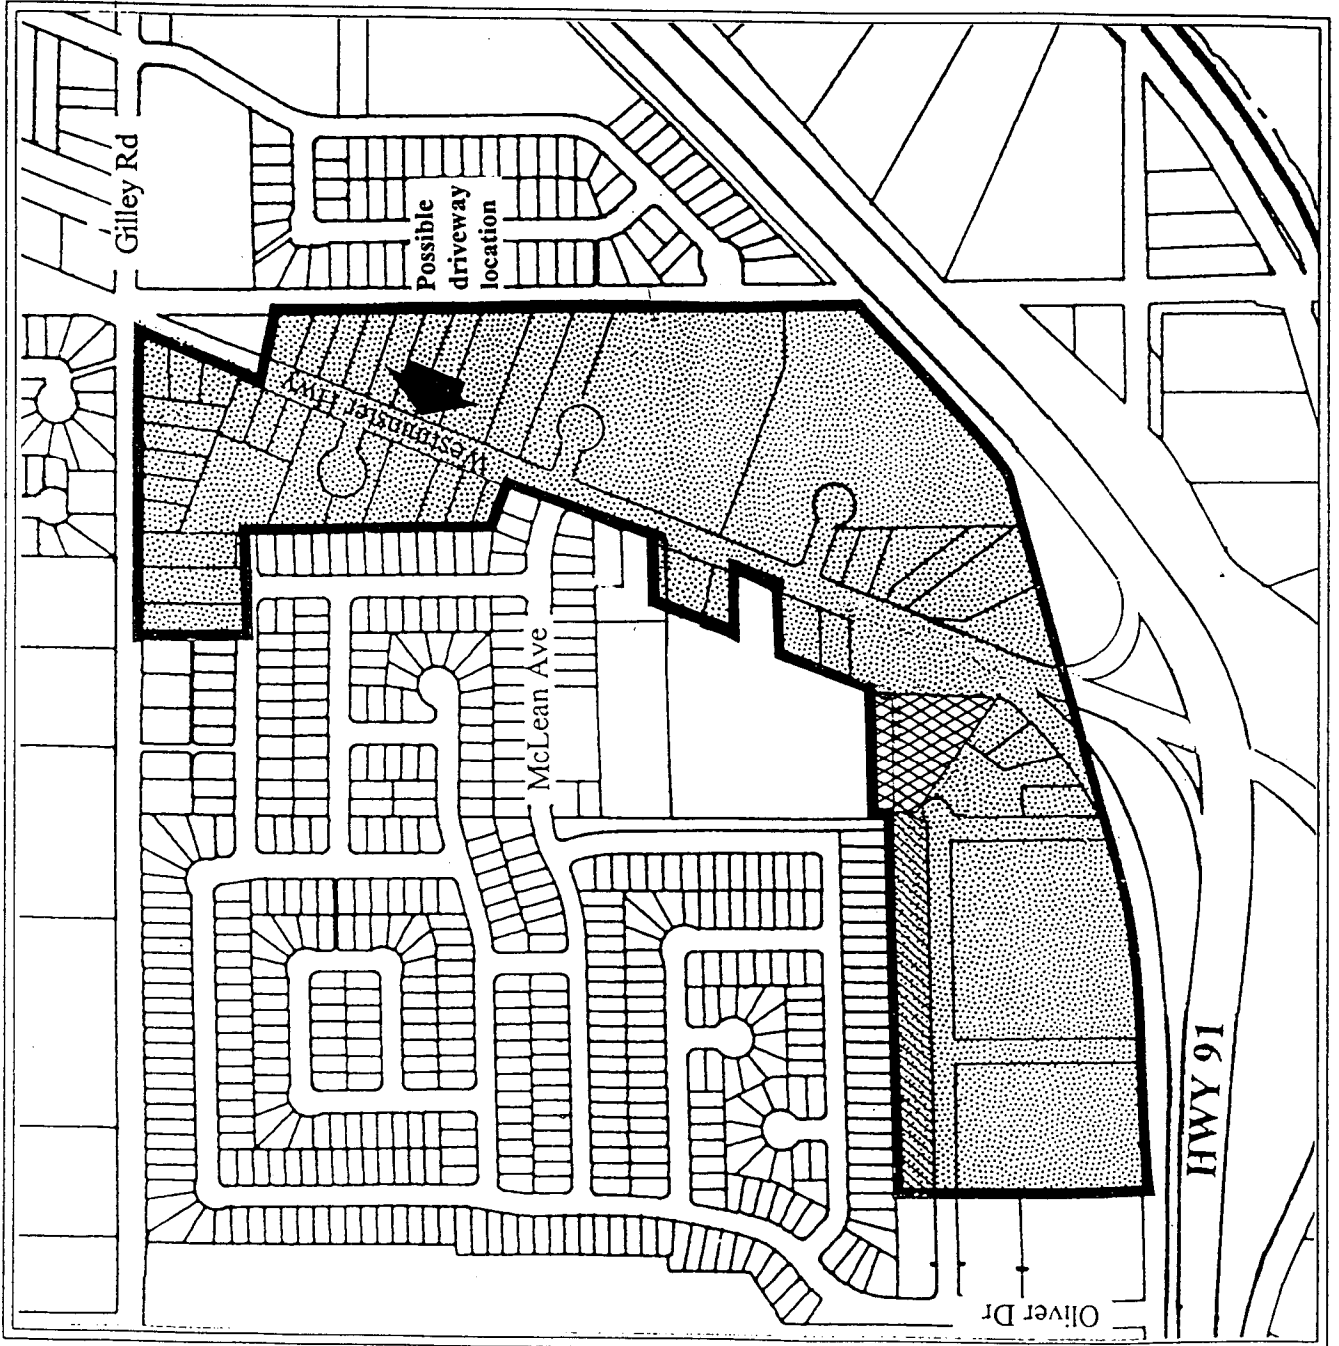 Gilley Rd
Possible
driveway
location
Westminster Hwy
McLean Ave
HWY 91
Oliver Dr